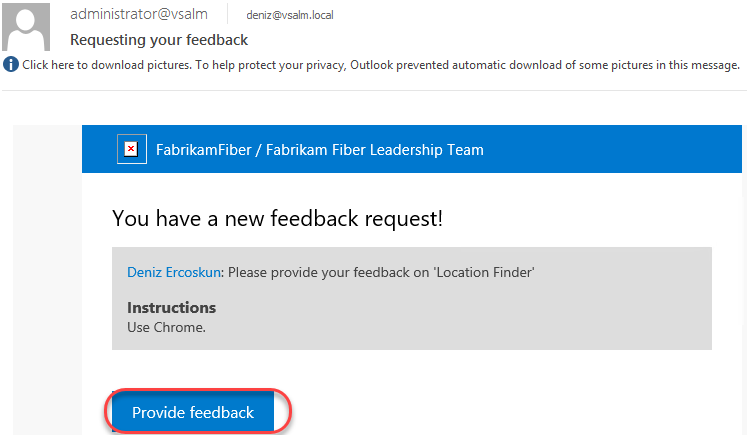 administrator@vsalm deniz@vsalm.local
Requesting your feedback
Click here to download pictures. To help protect your privacy, Outlook prevented automatic download of some pictures in this message.
FabrikamFiber / Fabrikam Fiber Leadership Team
You have a new feedback request!
Deniz Ercoskun: Please provide your feedback on 'Location Finder'
Instructions
Use Chrome.
Provide feedback